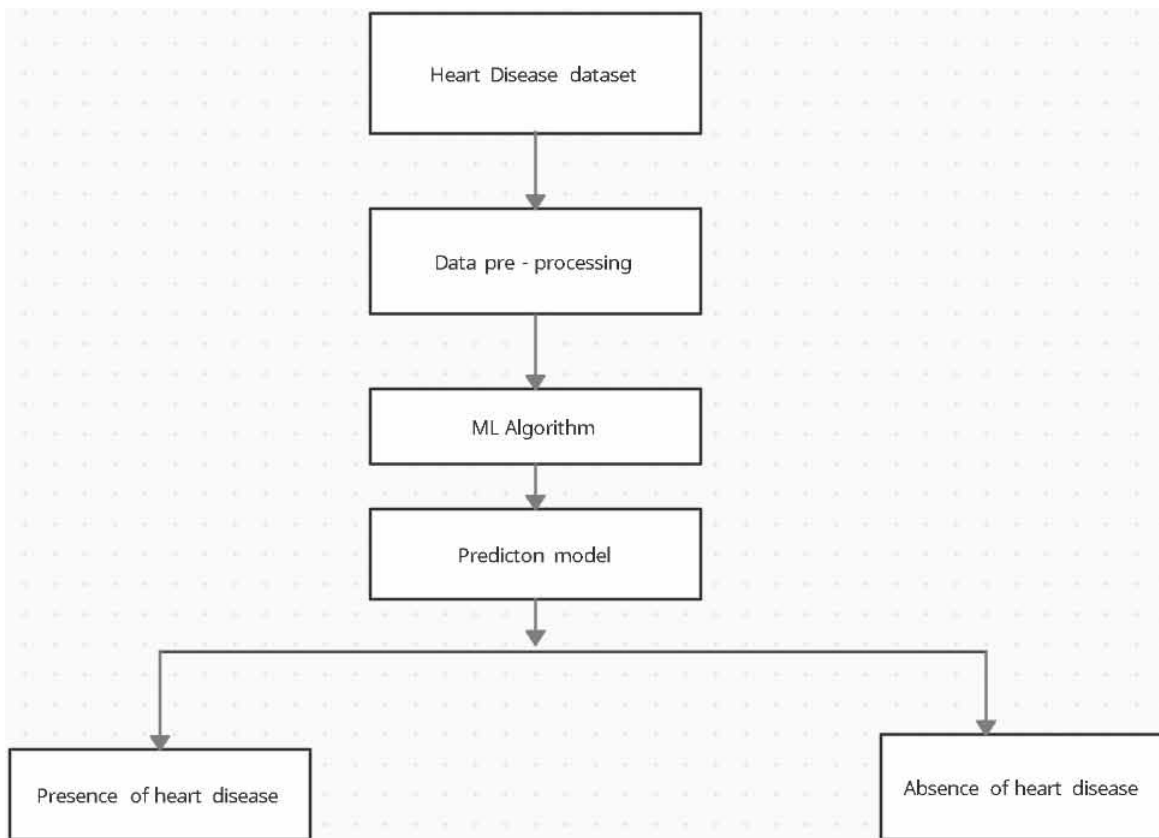 Heart Disease dataset
Data pre - processing
ML Algorithm
Predicton model
Presence of heart disease
Absence of heart disease